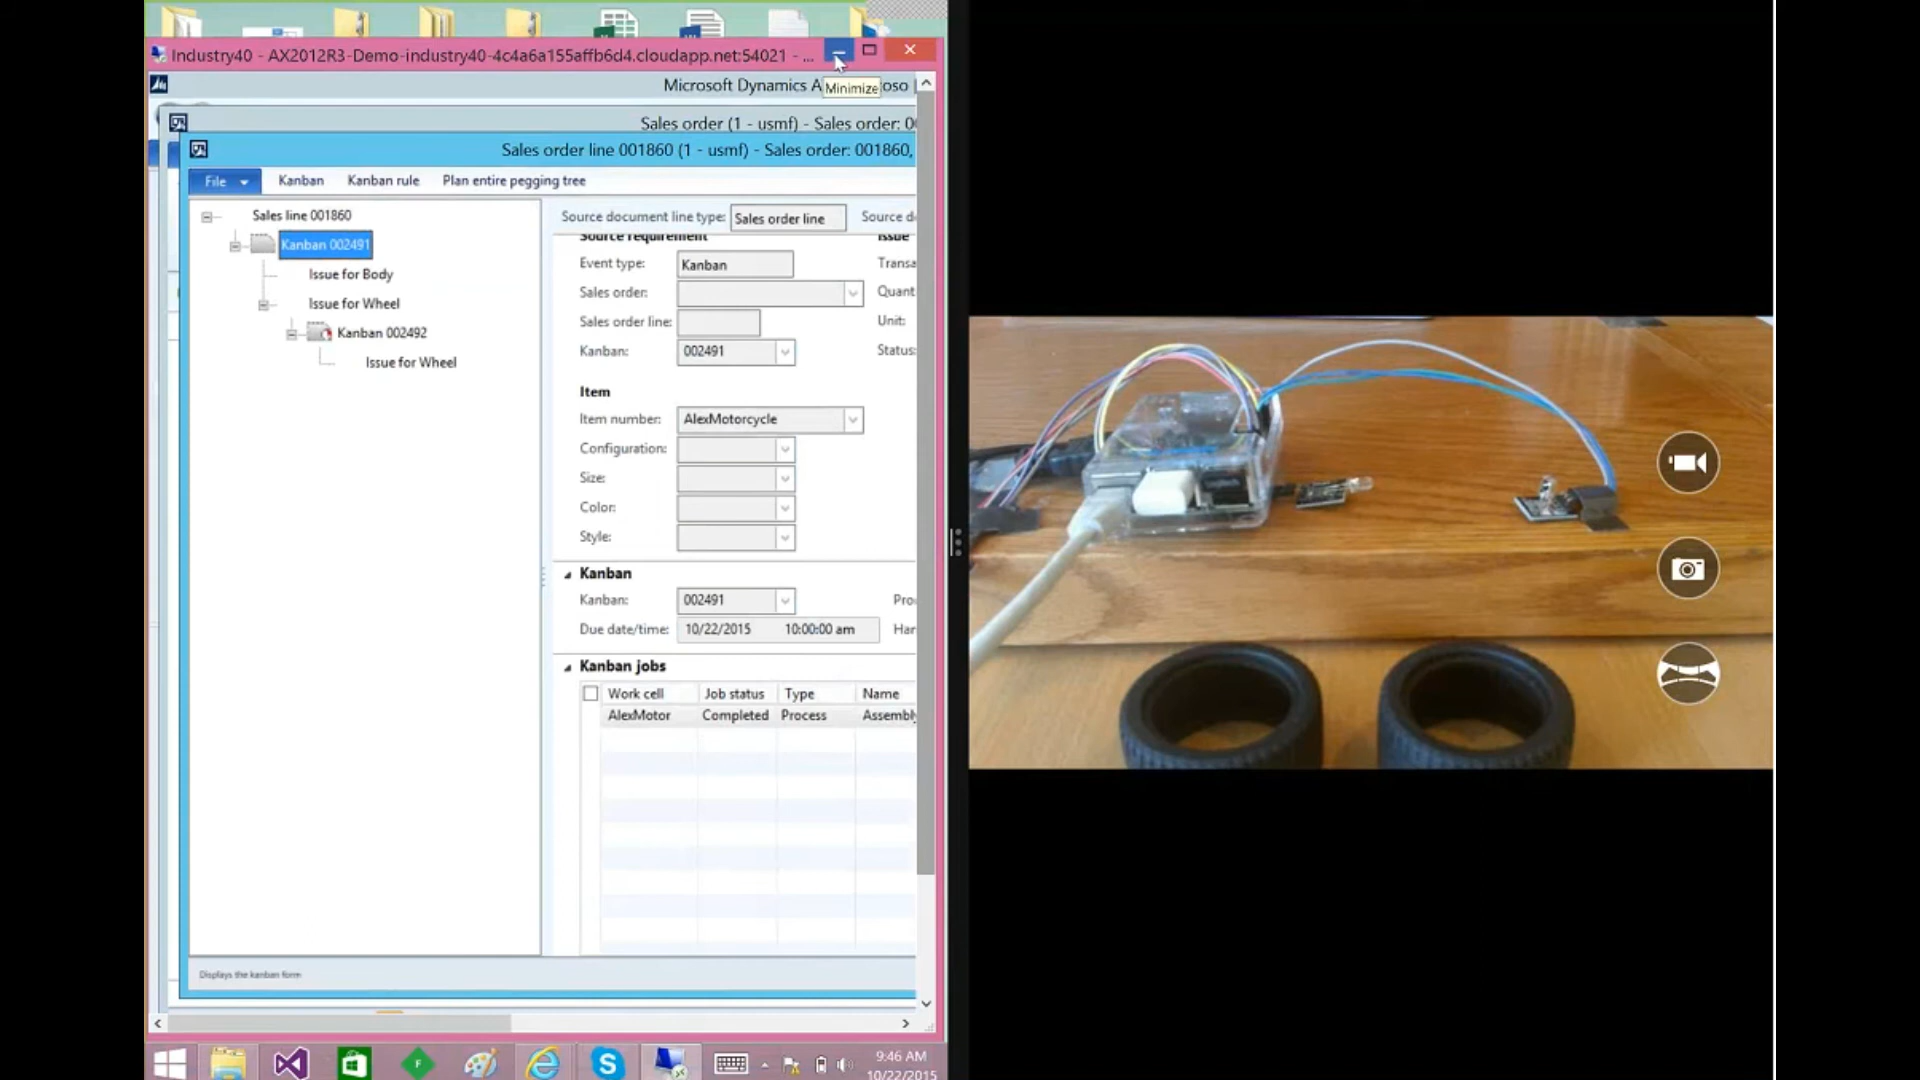 Industry40 - AX2012R3-Demo-industry40-4c4a6a155affb6d4.cloudapp.net:54021 - ...
Minimize
Microsoft Dynamics A oso
Sales order (1 - usmf) - Sales order: 0
Sales order line 001860 (1 - usmf) - Sales order: 001860,
File Kanban Kanban rule Plan entire pegging tree
Sales line 001860
Kanban 002491
Issue for Body
Issue for Wheel
Kanban 002492
Issue for Wheel
Source document line type: Sales order line Source d
Source requirement Issue
Event type: Kanban Transa
Sales order: Quant
Sales order line: Unit:
Kanban: 002491 Status:
Item
Item number: AlexMotorcycle
Configuration:
Size:
Color:
Style:
Kanban
Kanban: 002491 Pro
Due date/time: 10/22/2015 10:00:00 am Har
Kanban jobs
Work cell Job status Type Name
AlexMotor Completed Process Assembly
Displays the kanban form
9:46 AM
10/22/2015